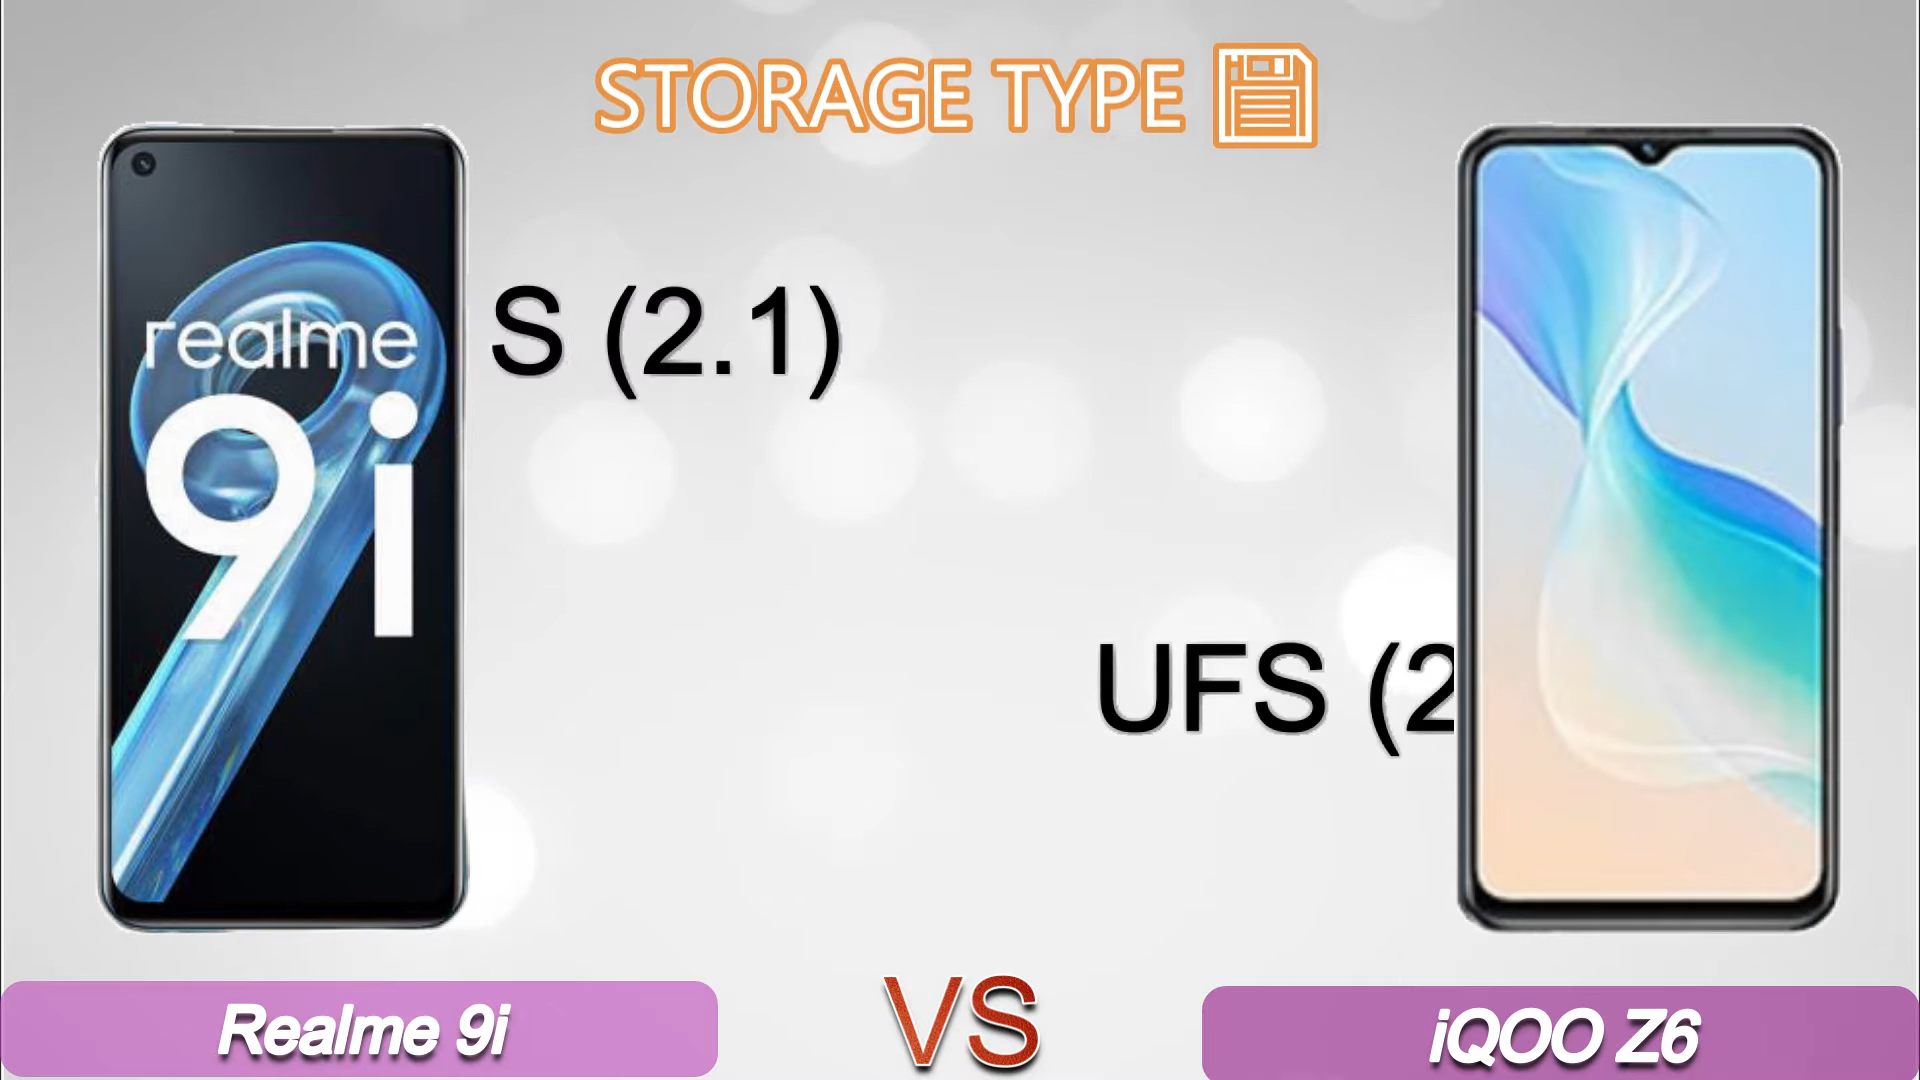 STORAGE TYPE
realme
9i
S (2.1)
UFS (2
Realme 9i
VS
iQOO Z6